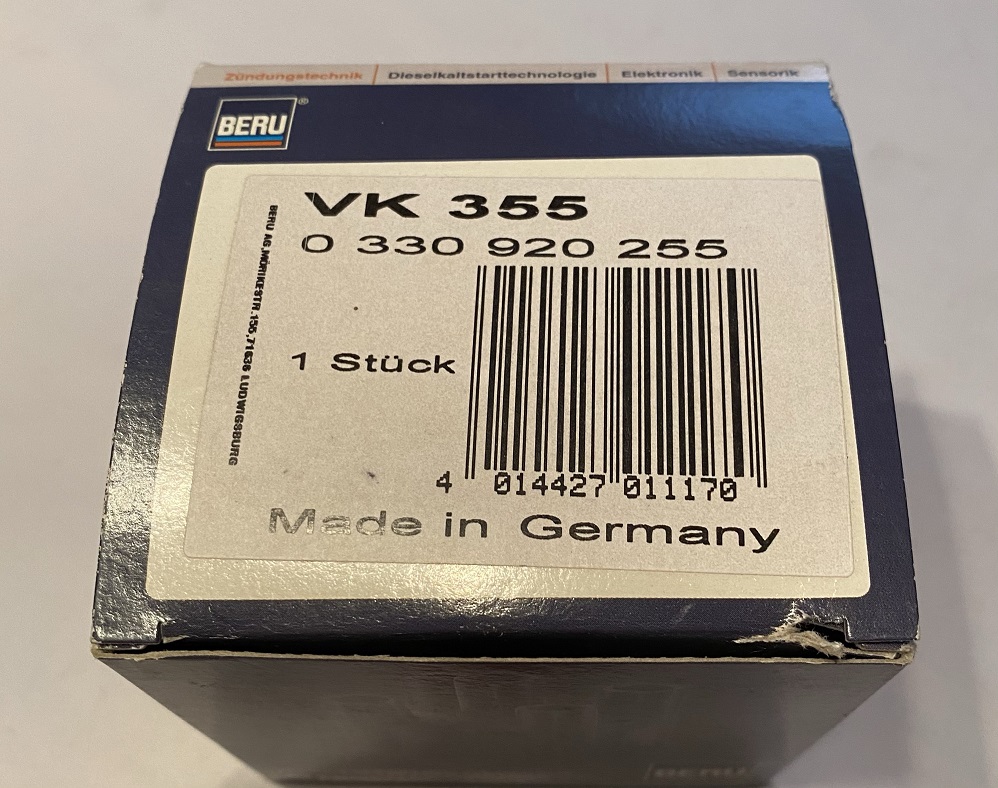 Zündungstechnik | Dieselkaltstarttechnologie | Elektronik | Sensorik
BERU®
VK 355
0 330 920 255
BERU AG, MÖRIKESTR. 155, 71636 LUDWIGSBURG
1 Stück
4 014427 011170
Made in Germany
BERU